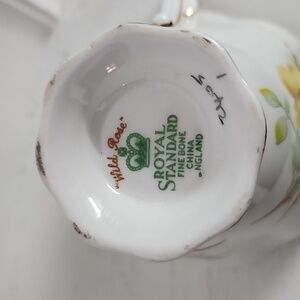 "Wild Rose"
ROYAL
STANDARD
FINE BONE
CHINA
ENGLAND